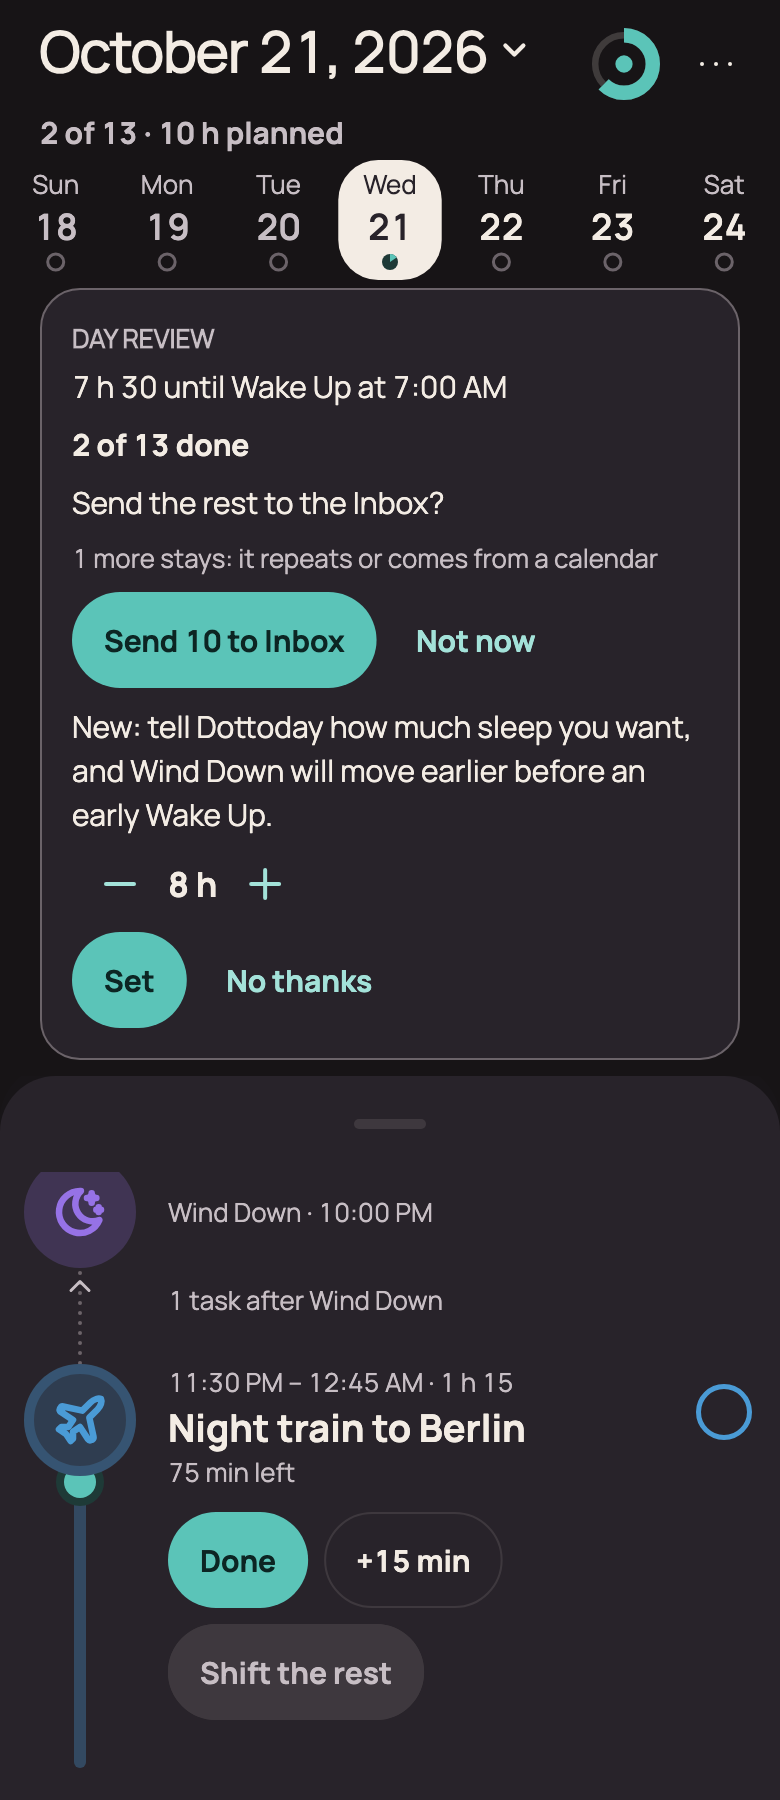 October 21, 2026
...
2 of 13 · 10 h planned
Sun Mon Tue Wed Thu Fri Sat
18 19 20 21 22 23 24
DAY REVIEW
7 h 30 until Wake Up at 7:00 AM
2 of 13 done
Send the rest to the Inbox?
1 more stays: it repeats or comes from a calendar
Send 10 to Inbox Not now
New: tell Dottoday how much sleep you want,
and Wind Down will move earlier before an
early Wake Up.
− 8 h +
Set No thanks
Wind Down · 10:00 PM
1 task after Wind Down
11:30 PM – 12:45 AM · 1 h 15
Night train to Berlin
75 min left
Done +15 min
Shift the rest